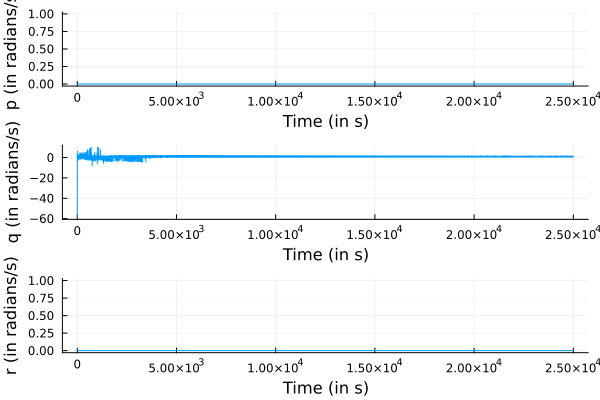 p (in radians/s
1.00
0.75
0.50
0.25
0.00
0 5.00×10³ 1.00×10⁴ 1.50×10⁴ 2.00×10⁴ 2.50×10⁴
Time (in s)
q (in radians/s)
0
−20
−40
−60
0 5.00×10³ 1.00×10⁴ 1.50×10⁴ 2.00×10⁴ 2.50×10⁴
Time (in s)
r (in radians/s)
1.00
0.75
0.50
0.25
0.00
0 5.00×10³ 1.00×10⁴ 1.50×10⁴ 2.00×10⁴ 2.50×10⁴
Time (in s)